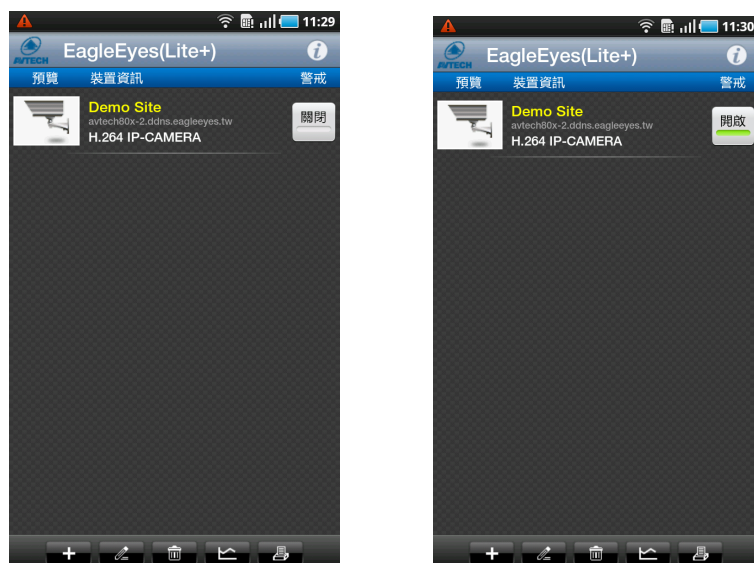 11:29
AVTECH
EagleEyes(Lite+)
預覽 裝置資訊 警戒
Demo Site
avtech80x-2.ddns.eagleeyes.tw
H.264 IP-CAMERA
關閉
11:30
AVTECH
EagleEyes(Lite+)
預覽 裝置資訊 警戒
Demo Site
avtech80x-2.ddns.eagleeyes.tw
H.264 IP-CAMERA
開啟